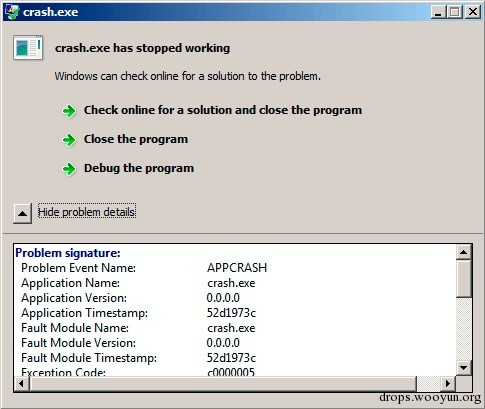 crash.exe
crash.exe has stopped working
Windows can check online for a solution to the problem.
Check online for a solution and close the program
Close the program
Debug the program
Hide problem details
Problem signature:
Problem Event Name: APPCRASH
Application Name: crash.exe
Application Version: 0.0.0.0
Application Timestamp: 52d1973c
Fault Module Name: crash.exe
Fault Module Version: 0.0.0.0
Fault Module Timestamp: 52d1973c
Exception Code: c0000005
drops.wooyun.org